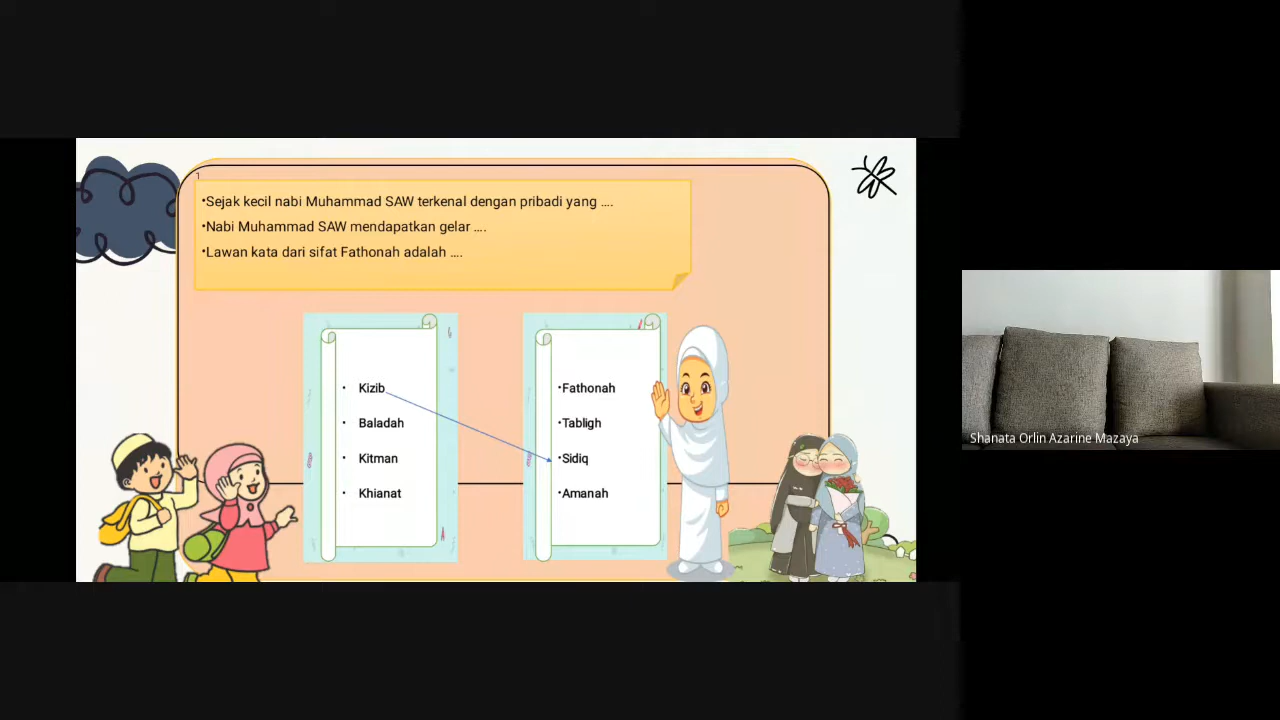 •Sejak kecil nabi Muhammad SAW terkenal dengan pribadi yang ....
•Nabi Muhammad SAW mendapatkan gelar ....
•Lawan kata dari sifat Fathonah adalah ....
• Kizib
• Baladah
• Kitman
• Khianat
•Fathonah
•Tabligh
•Sidiq
•Amanah
Shanata Orlin Azarine Mazaya